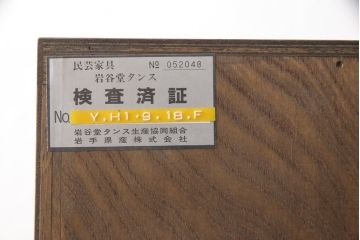 民芸家具 № 052048
岩谷堂タンス
検査済証
No. Y.H1.9.18.F
岩谷堂タンス生産協同組合
岩手県産株式会社